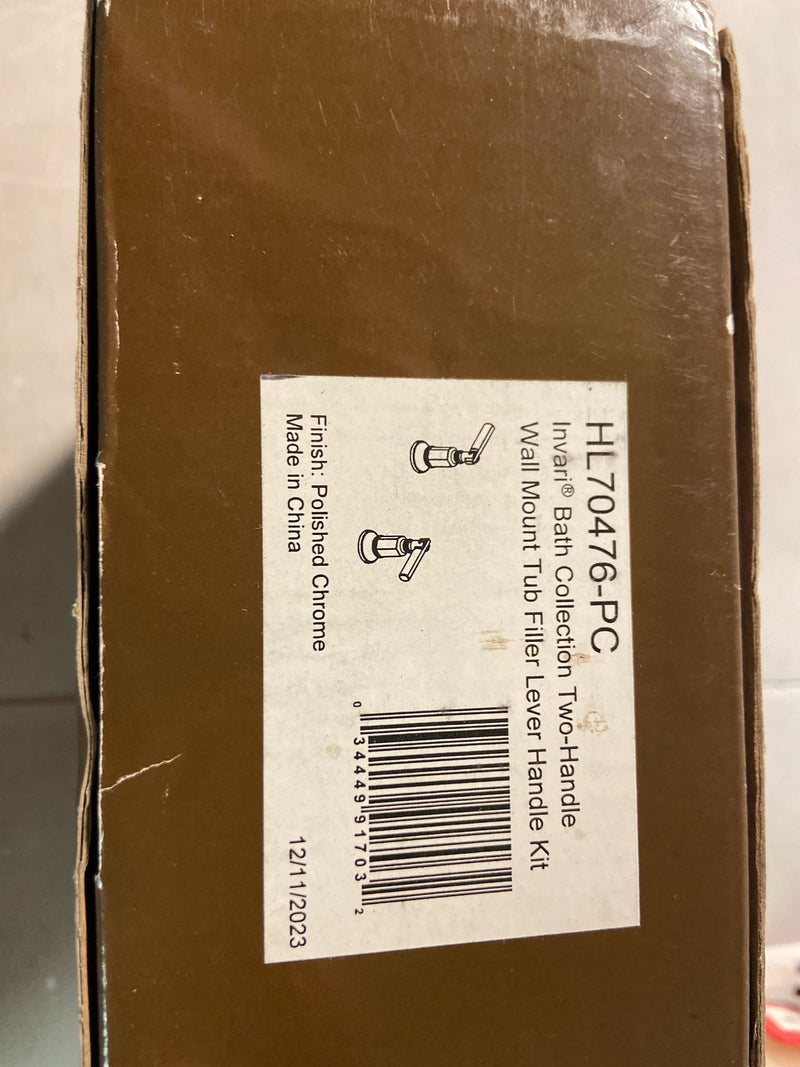 HL70476-PC
Invari® Bath Collection Two-Handle
Wall Mount Tub Filler Lever Handle Kit
0 34449 91703 2
Finish: Polished Chrome
Made in China
12/11/2023